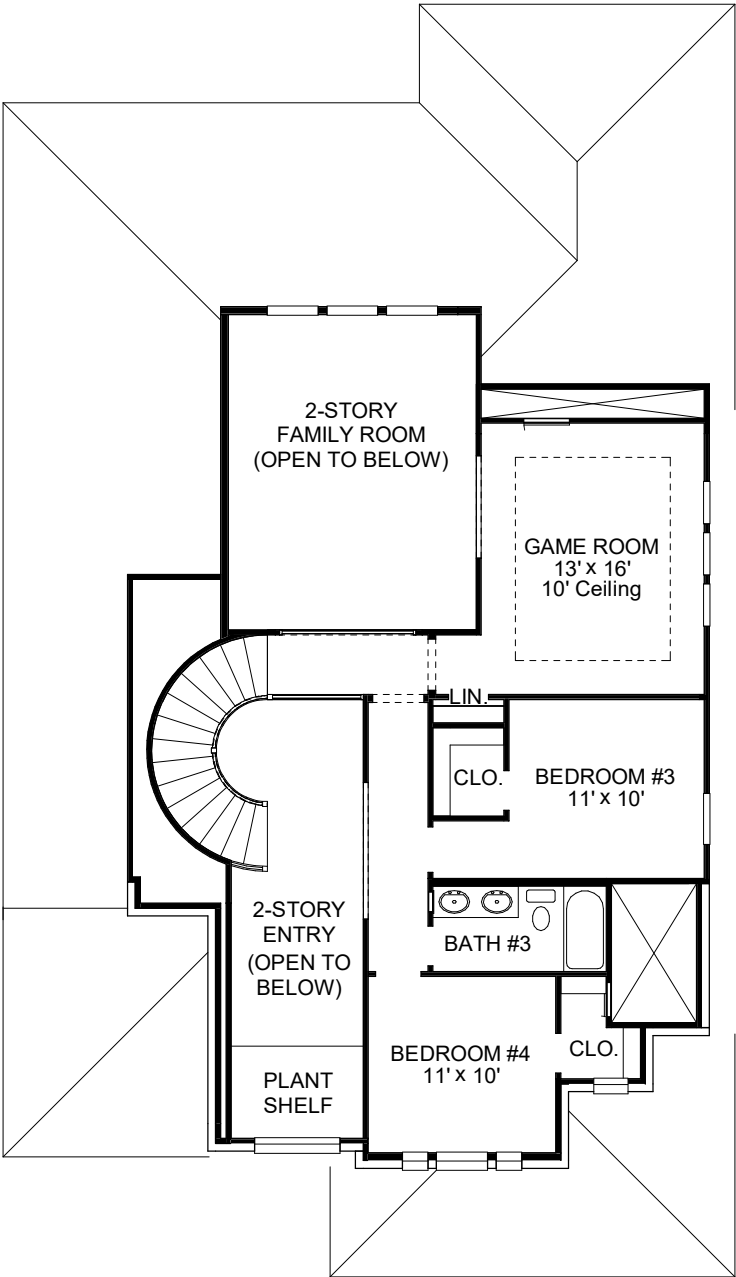 2-STORY
FAMILY ROOM
(OPEN TO BELOW)
GAME ROOM
13' x 16'
10' Ceiling
LIN.
CLO.
BEDROOM #3
11' x 10'
2-STORY
ENTRY
(OPEN TO
BELOW)
BATH #3
BEDROOM #4
11' x 10'
CLO.
PLANT
SHELF